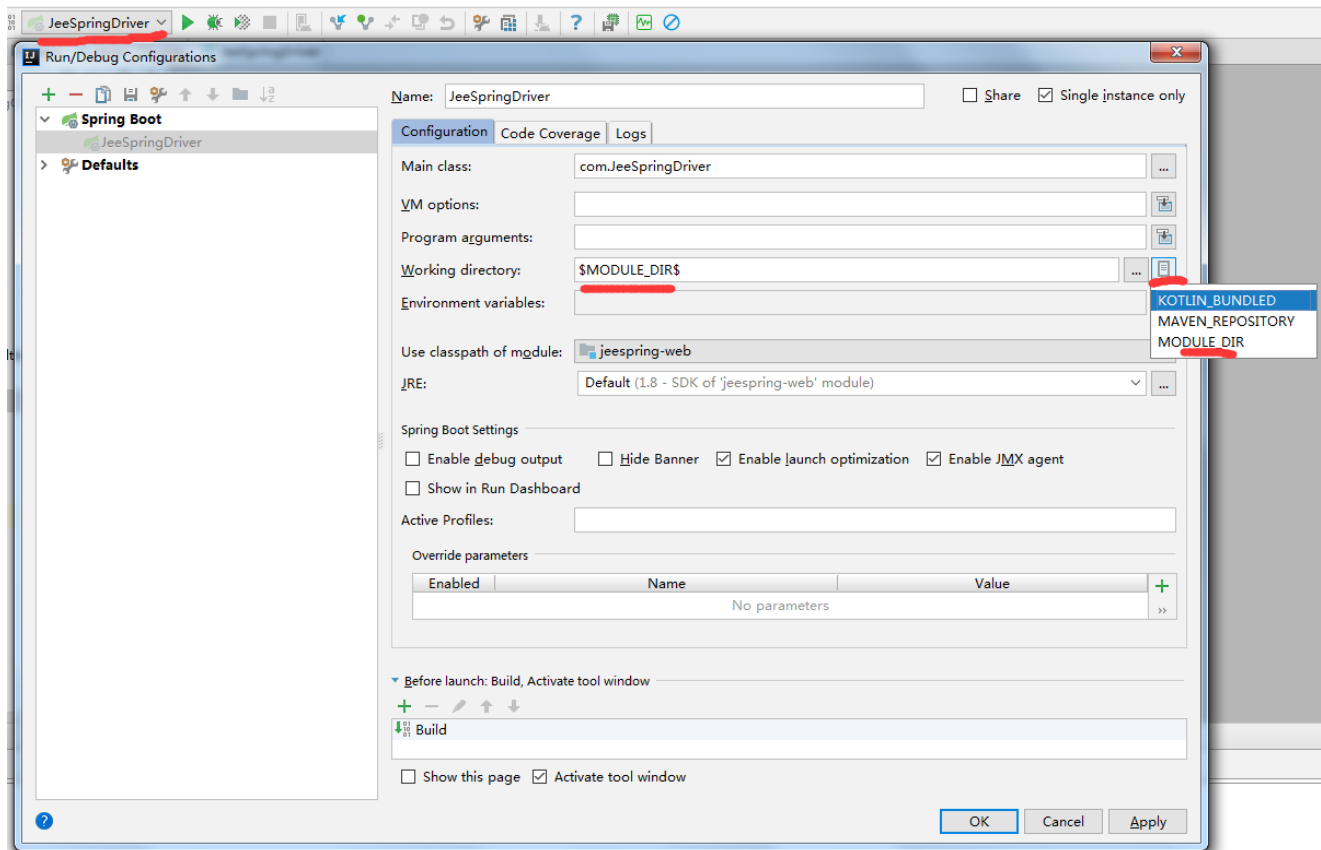 JeeSpringDriver
Run/Debug Configurations
Name: JeeSpringDriver Share Single instance only
Spring Boot
JeeSpringDriver
Defaults
Configuration Code Coverage Logs
Main class: com.JeeSpringDriver ...
VM options:
Program arguments:
Working directory: $MODULE_DIR$ ...
Environment variables:
KOTLIN_BUNDLED
MAVEN_REPOSITORY
MODULE_DIR
Use classpath of module: jeespring-web
JRE: Default (1.8 - SDK of 'jeespring-web' module) ...
Spring Boot Settings
Enable debug output Hide Banner Enable launch optimization Enable JMX agent
Show in Run Dashboard
Active Profiles:
Override parameters
Enabled Name Value
No parameters
Before launch: Build, Activate tool window
Build
Show this page Activate tool window
OK Cancel Apply